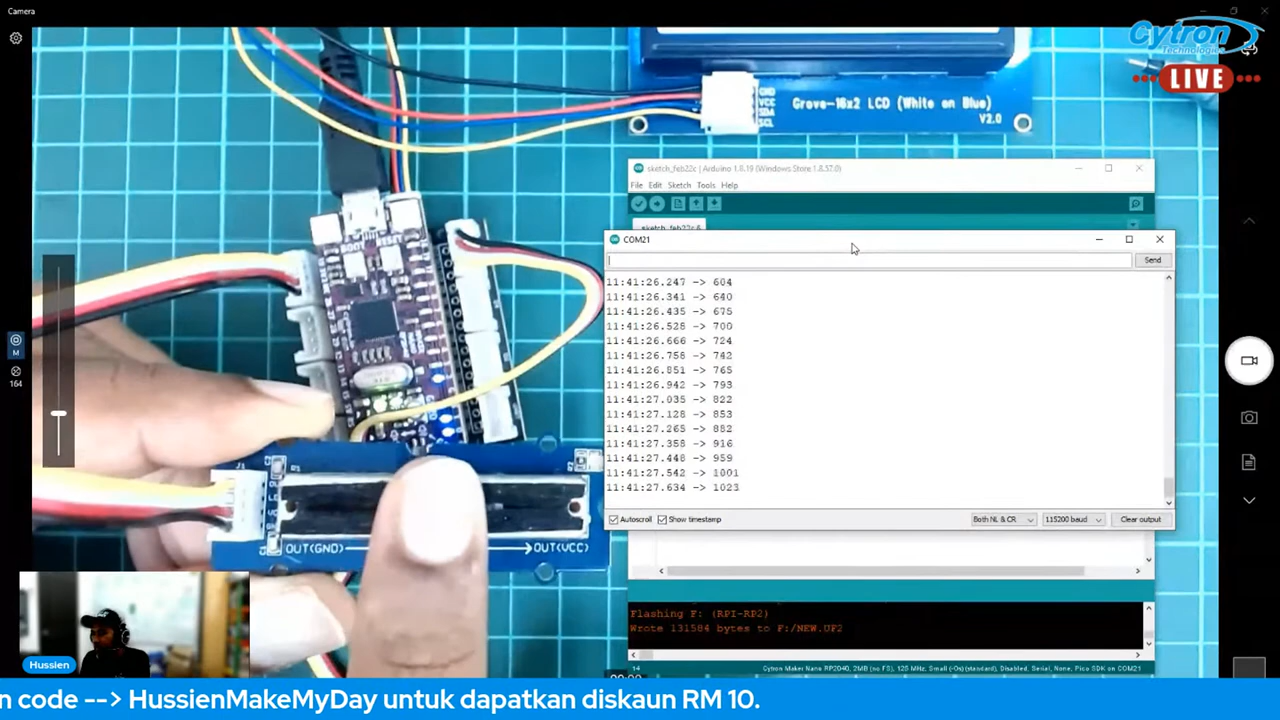 Camera
Cytron
Technologies
LIVE
GND
VCC
SDA
SCL
Grove-16x2 LCD (White on Blue)
V2.0
sketch_feb22c | Arduino 1.8.19 (Windows Store 1.8.57.0)
File Edit Sketch Tools Help
sketch_feb22c §
COM21
Send
11:41:26.247 -> 604
11:41:26.341 -> 640
11:41:26.435 -> 675
11:41:26.528 -> 700
11:41:26.666 -> 724
11:41:26.758 -> 742
11:41:26.851 -> 765
11:41:26.942 -> 793
11:41:27.035 -> 822
11:41:27.128 -> 853
11:41:27.265 -> 882
11:41:27.358 -> 916
11:41:27.448 -> 959
11:41:27.542 -> 1001
11:41:27.634 -> 1023
Autoscroll Show timestamp Both NL & CR 115200 baud Clear output
BOOT RESET
M
164
J1
R1
R2
OUT(GND) OUT(VCC)
Flashing F: (RPI-RP2)
Wrote 131584 bytes to F:/NEW.UF2
14 Cytron Maker Nano RP2040, 2MB (no FS), 125 MHz, Small (-Os) (standard), Disabled, Serial, None, Pico SDK on COM21
Hussien
n code --> HussienMakeMyDay untuk dapatkan diskaun RM 10.